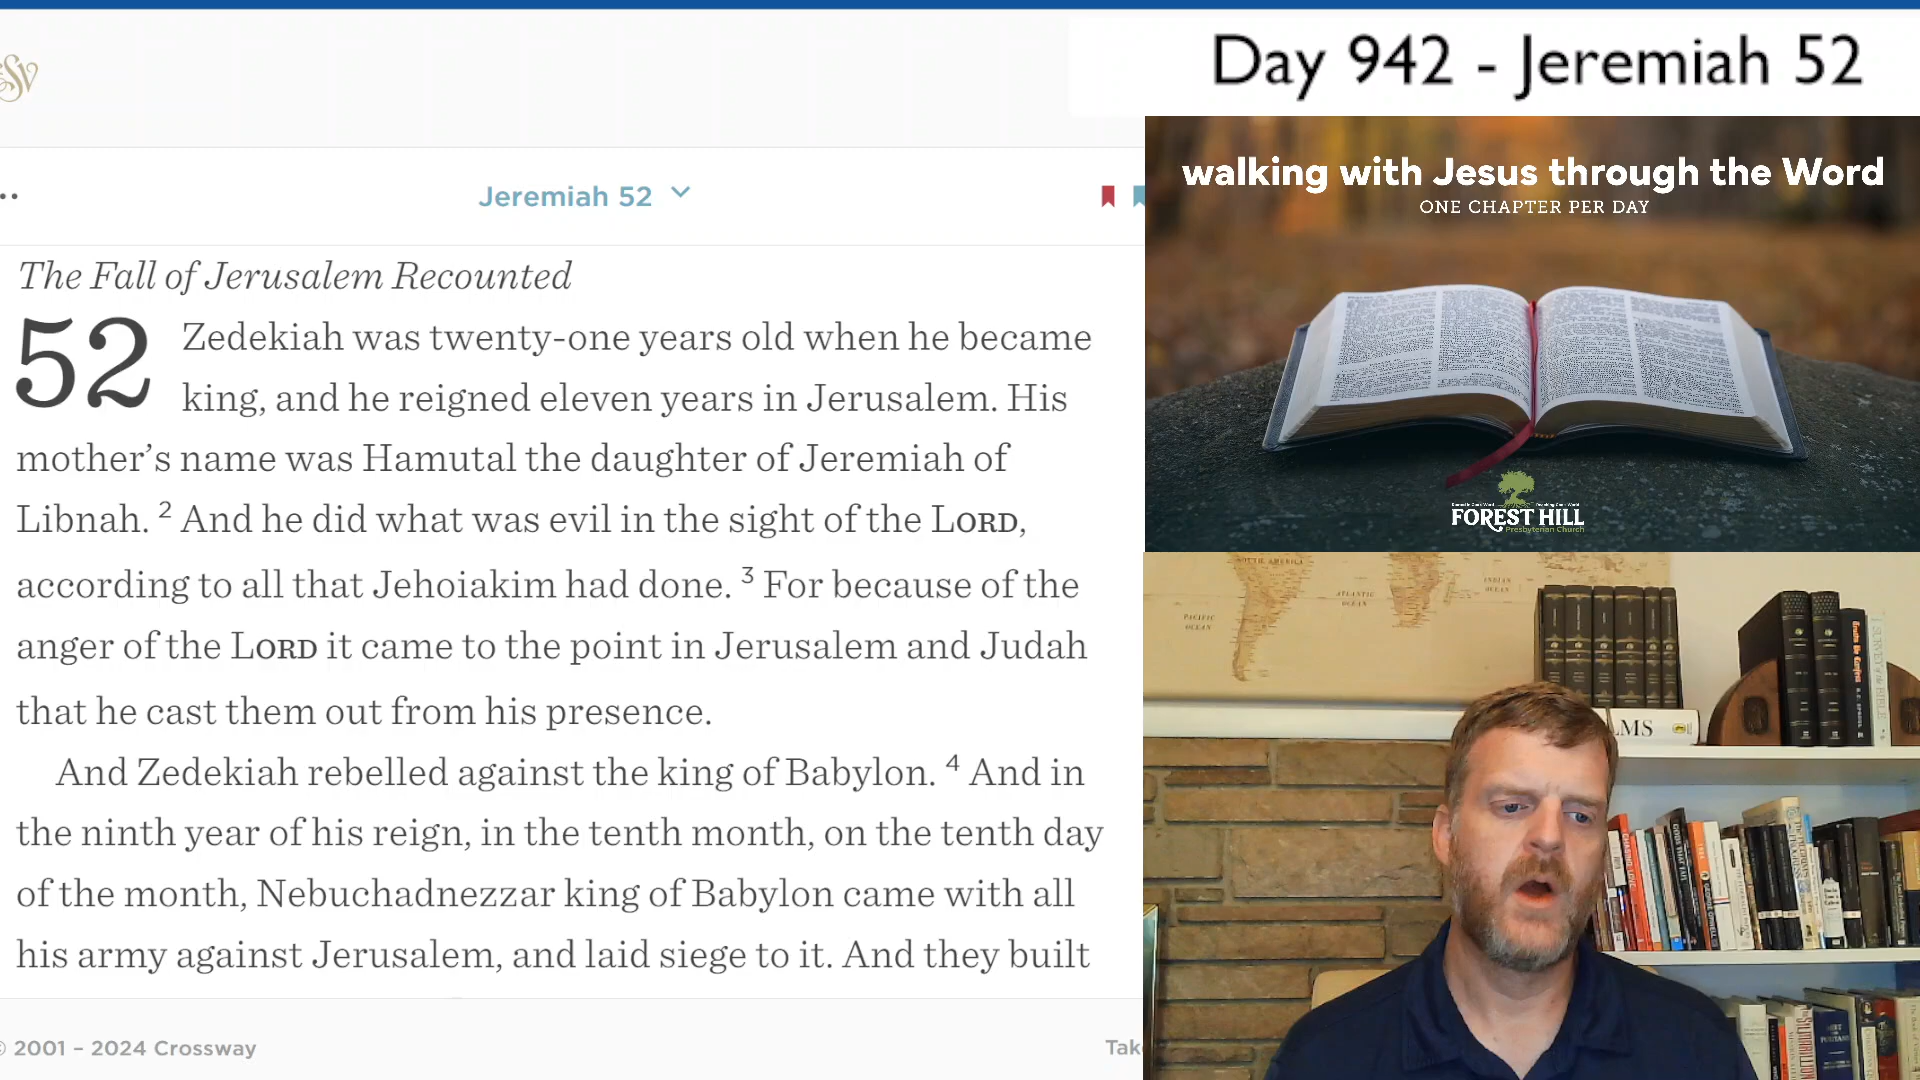 SV
Day 942 - Jeremiah 52
Jeremiah 52
The Fall of Jerusalem Recounted
52 Zedekiah was twenty-one years old when he became
king, and he reigned eleven years in Jerusalem. His
mother’s name was Hamutal the daughter of Jeremiah of
Libnah. 2 And he did what was evil in the sight of the LORD,
according to all that Jehoiakim had done. 3 For because of the
anger of the LORD it came to the point in Jerusalem and Judah
that he cast them out from his presence.
And Zedekiah rebelled against the king of Babylon. 4 And in
the ninth year of his reign, in the tenth month, on the tenth day
of the month, Nebuchadnezzar king of Babylon came with all
his army against Jerusalem, and laid siege to it. And they built
© 2001 – 2024 Crossway
Tak
walking with Jesus through the Word
ONE CHAPTER PER DAY
FOREST HILL
Presbyterian Church
SOUTH AMERICA
PACIFIC
OCEAN
ATLANTIC
OCEAN
INDIAN
OCEAN
LMS